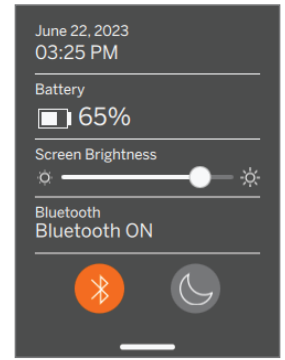 June 22, 2023
03:25 PM
Battery
65%
Screen Brightness
Bluetooth
Bluetooth ON